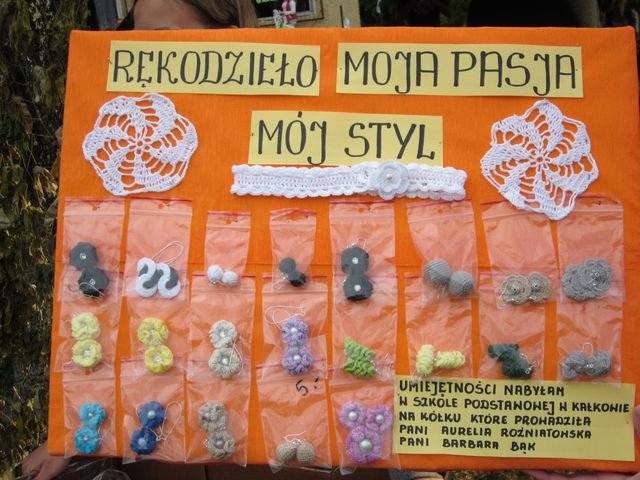 RĘKODZIEŁO
MOJA PASJA
MÓJ STYL
5.-
UMIEJĘTNOŚCI NABYŁAM
W SZKOLE PODSTAWOWEJ W KAŁKOWIE
NA KÓŁKU KTÓRE PROWADZIŁA
PANI AURELIA ROŹNIATOWSKA
PANI BARBARA BĄK